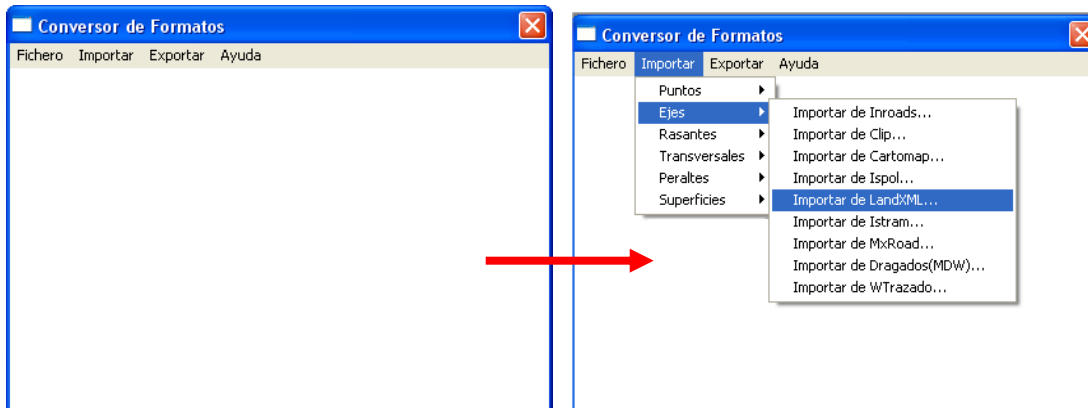 Conversor de Formatos
Fichero Importar Exportar Ayuda
Conversor de Formatos
Fichero Importar Exportar Ayuda
Puntos
Ejes
Rasantes
Transversales
Peraltes
Superficies
Importar de Inroads...
Importar de Clip...
Importar de Cartomap...
Importar de Ispol...
Importar de LandXML...
Importar de Istram...
Importar de MxRoad...
Importar de Dragados(MDW)...
Importar de WTrazado...